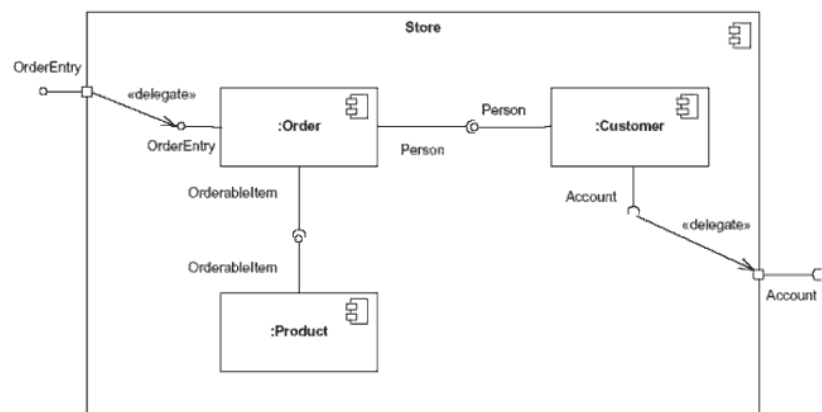 Store
OrderEntry
«delegate»
:Order
OrderEntry
Person
Person
:Customer
OrderableItem
Account
«delegate»
OrderableItem
Account
:Product